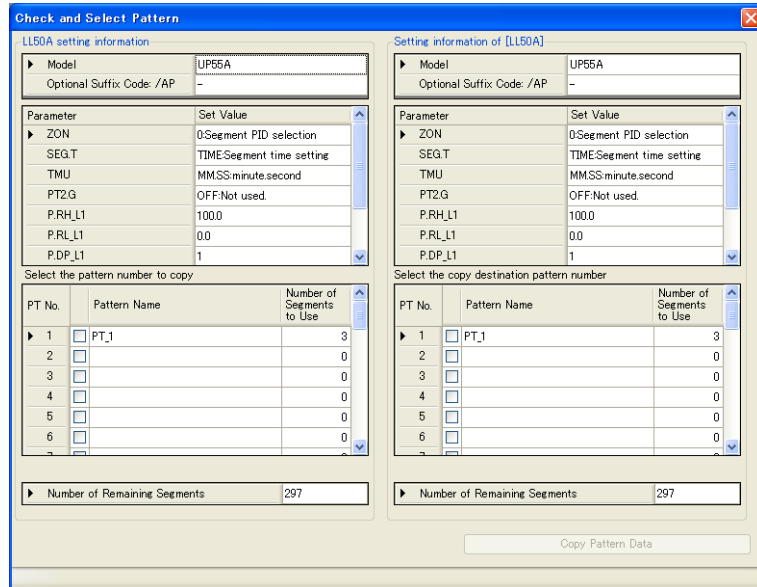 Check and Select Pattern
LL50A setting information
Model UP55A
Optional Suffix Code: /AP –
Parameter Set Value
ZON 0:Segment PID selection
SEG.T TIME:Segment time setting
TMU MM.SS:minute.second
PT2.G OFF:Not used.
P.RH_L1 100.0
P.RL_L1 0.0
P.DP_L1 1
Select the pattern number to copy
PT No. Pattern Name Number of Segments to Use
1 PT_1 3
2 0
3 0
4 0
5 0
6 0
Number of Remaining Segments 297
Setting information of [LL50A]
Model UP55A
Optional Suffix Code: /AP –
Parameter Set Value
ZON 0:Segment PID selection
SEG.T TIME:Segment time setting
TMU MM.SS:minute.second
PT2.G OFF:Not used.
P.RH_L1 100.0
P.RL_L1 0.0
P.DP_L1 1
Select the copy destination pattern number
PT No. Pattern Name Number of Segments to Use
1 PT_1 3
2 0
3 0
4 0
5 0
6 0
Number of Remaining Segments 297
Copy Pattern Data